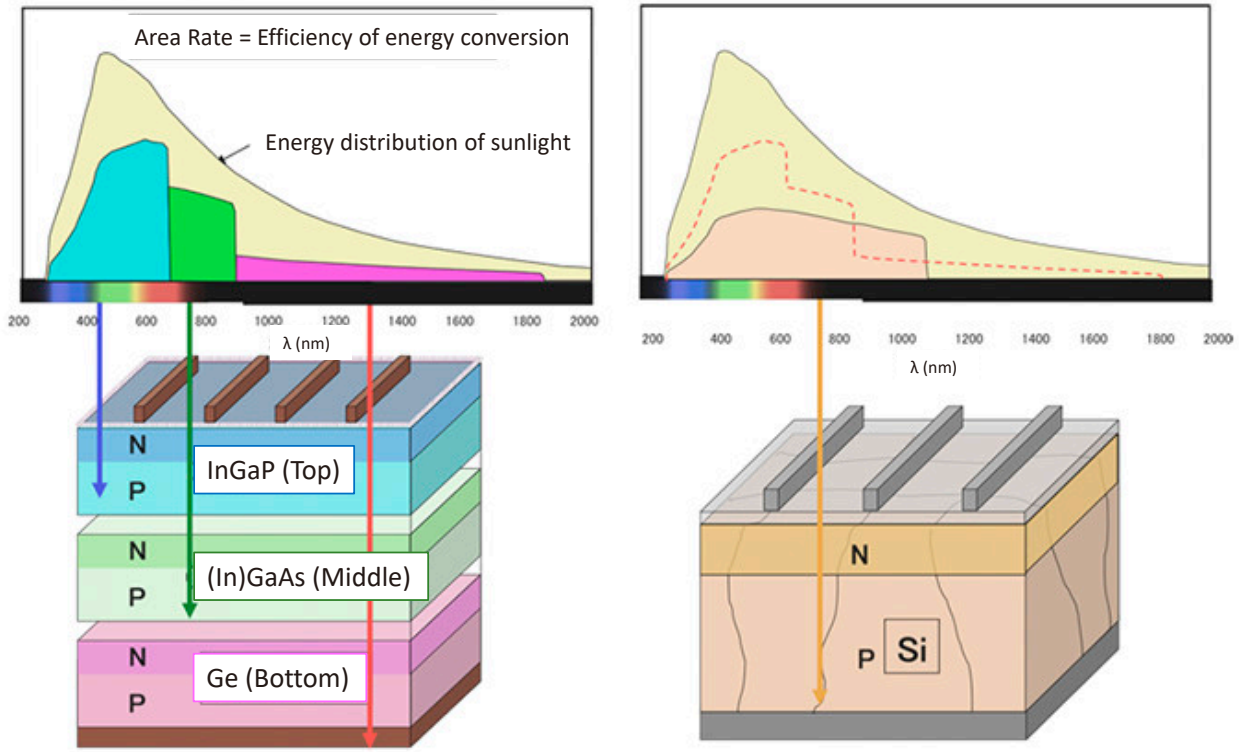 Area Rate = Efficiency of energy conversion
Energy distribution of sunlight
200 400 600 800 1000 1200 1400 1600 1800 2000
λ (nm)
N
P
InGaP (Top)
N
P
(In)GaAs (Middle)
N
P
Ge (Bottom)
200 400 600 800 1000 1200 1400 1600 1800 2000
λ (nm)
N
P
Si